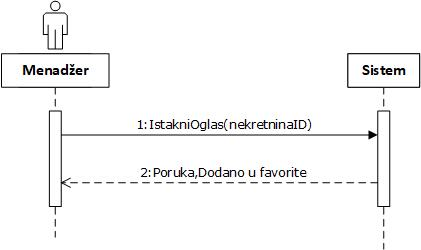 Menadžer
Sistem
1:IstakniOglas(nekretninaID)
2:Poruka,Dodano u favorite